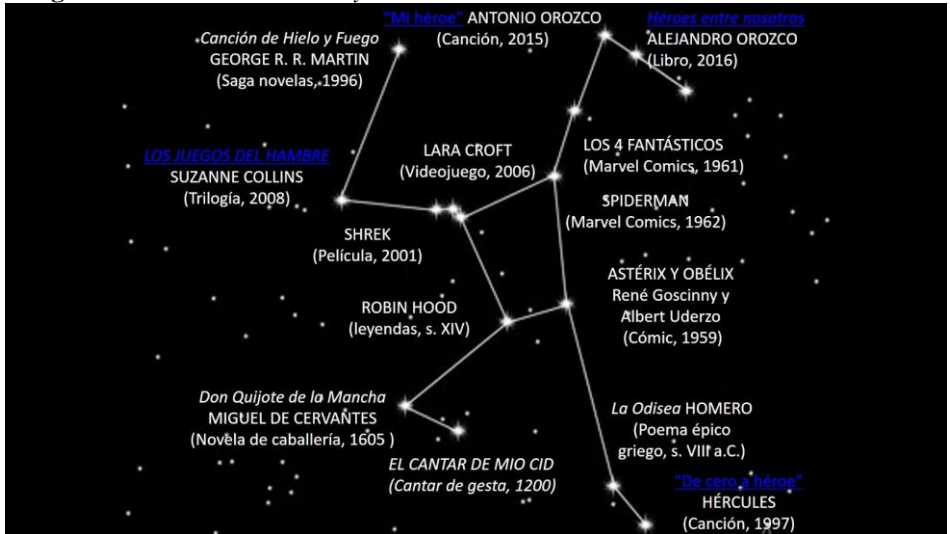 "Mi héroe" ANTONIO OROZCO
(Canción, 2015)
Héroes entre nosotros
ALEJANDRO OROZCO
(Libro, 2016)
Canción de Hielo y Fuego
GEORGE R. R. MARTIN
(Saga novelas, 1996)
LOS JUEGOS DEL HAMBRE
SUZANNE COLLINS
(Trilogía, 2008)
LARA CROFT
(Videojuego, 2006)
LOS 4 FANTÁSTICOS
(Marvel Comics, 1961)
SPIDERMAN
(Marvel Comics, 1962)
SHREK
(Película, 2001)
ASTÉRIX Y OBÉLIX
René Goscinny y
Albert Uderzo
(Cómic, 1959)
ROBIN HOOD
(leyendas, s. XIV)
Don Quijote de la Mancha
MIGUEL DE CERVANTES
(Novela de caballería, 1605 )
La Odisea HOMERO
(Poema épico
griego, s. VIII a.C.)
EL CANTAR DE MIO CID
(Cantar de gesta, 1200)
"De cero a héroe"
HÉRCULES
(Canción, 1997)